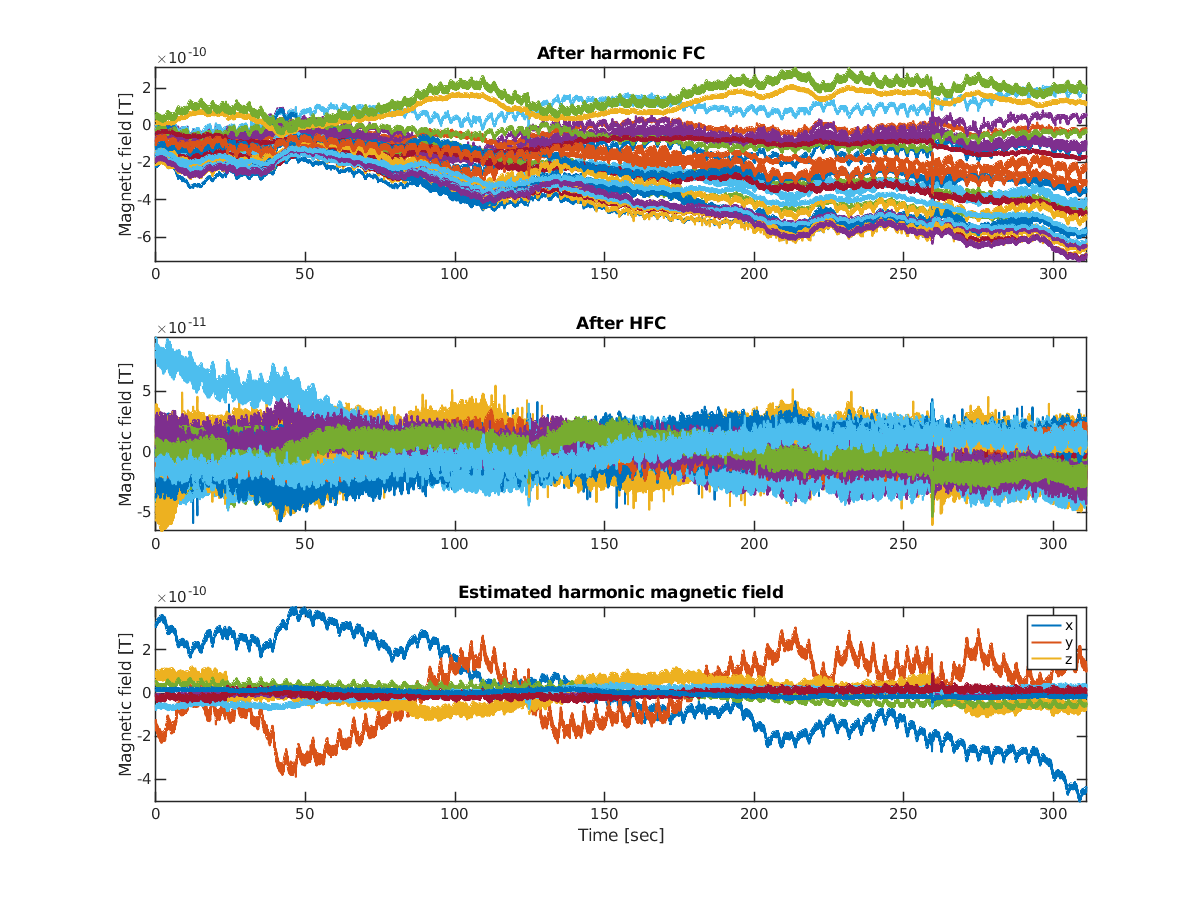 After harmonic FC
×10^-10
Magnetic field [T]
2
0
-2
-4
-6
0 50 100 150 200 250 300
After HFC
×10^-11
Magnetic field [T]
5
0
-5
0 50 100 150 200 250 300
Estimated harmonic magnetic field
×10^-10
Magnetic field [T]
2
0
-2
-4
x
y
z
0 50 100 150 200 250 300
Time [sec]